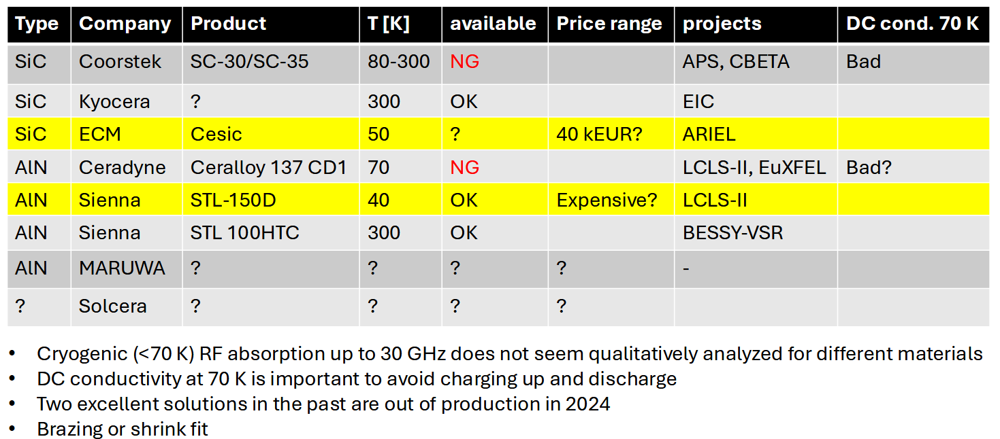 Type Company Product T [K] available Price range projects DC cond. 70 K
SiC Coorstek SC-30/SC-35 80-300 NG APS, CBETA Bad
SiC Kyocera ? 300 OK EIC
SiC ECM Cesic 50 ? 40 kEUR? ARIEL
AlN Ceradyne Ceralloy 137 CD1 70 NG LCLS-II, EuXFEL Bad?
AlN Sienna STL-150D 40 OK Expensive? LCLS-II
AlN Sienna STL 100HTC 300 OK BESSY-VSR
AlN MARUWA ? ? ? ? -
? Solcera ? ? ? ?
• Cryogenic (<70 K) RF absorption up to 30 GHz does not seem qualitatively analyzed for different materials
• DC conductivity at 70 K is important to avoid charging up and discharge
• Two excellent solutions in the past are out of production in 2024
• Brazing or shrink fit